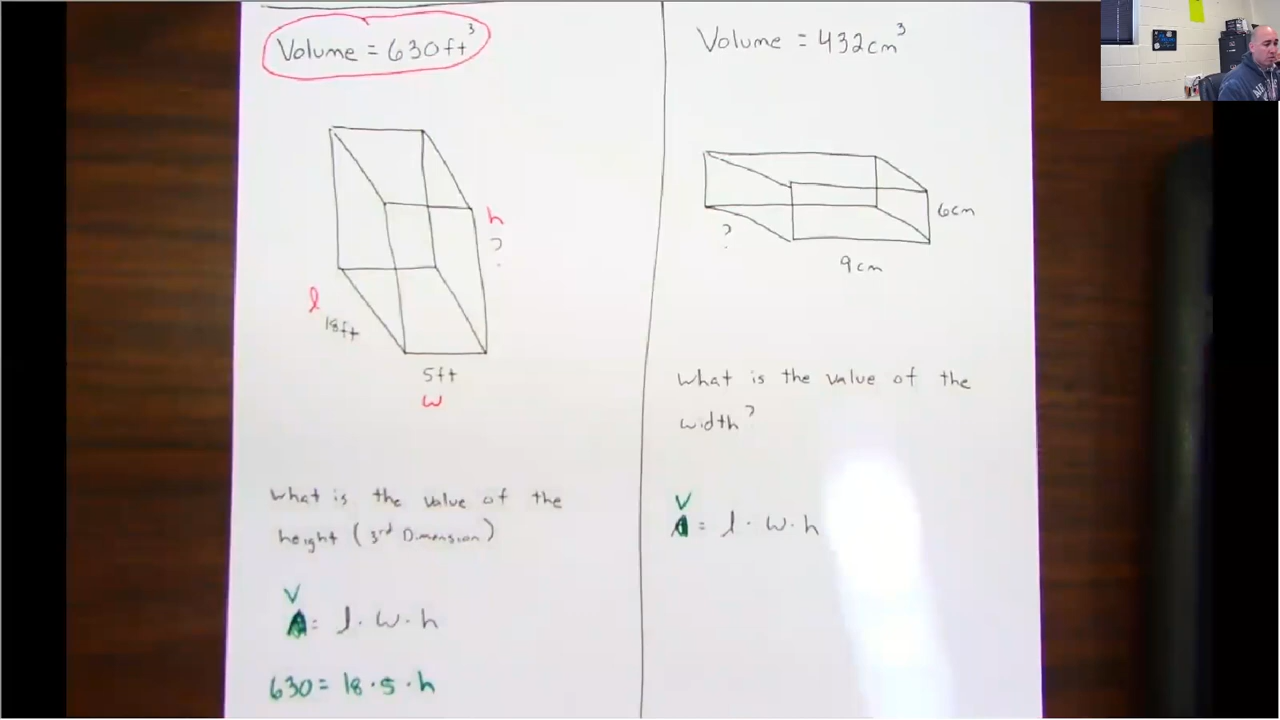 Volume = 630ft³
h
?
l
18ft
5ft
w
What is the value of the
height (3rd Dimension)
V
A = l · w · h
630 = 18 · 5 · h
Volume = 432cm³
?
6cm
9cm
What is the value of the
width?
V
A = l · w · h